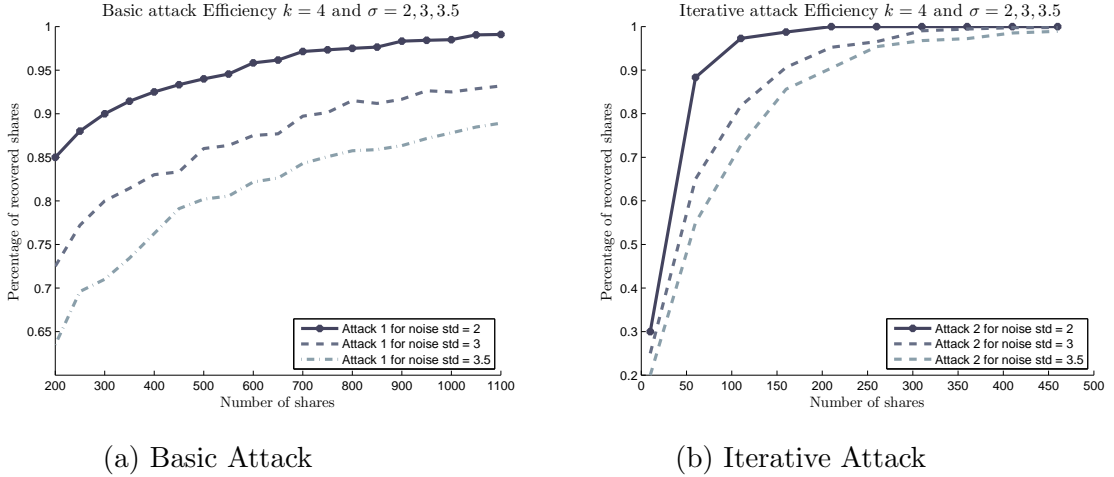 Basic attack Efficiency k = 4 and σ = 2, 3, 3.5
1
0.95
0.9
0.85
0.8
0.75
0.7
0.65
Percentage of recovered shares
Attack 1 for noise std = 2
Attack 1 for noise std = 3
Attack 1 for noise std = 3.5
200 300 400 500 600 700 800 900 1000 1100
Number of shares
(a) Basic Attack
Iterative attack Efficiency k = 4 and σ = 2, 3, 3.5
1
0.9
0.8
0.7
0.6
0.5
0.4
0.3
0.2
Percentage of recovered shares
Attack 2 for noise std = 2
Attack 2 for noise std = 3
Attack 2 for noise std = 3.5
0 50 100 150 200 250 300 350 400 450 500
Number of shares
(b) Iterative Attack